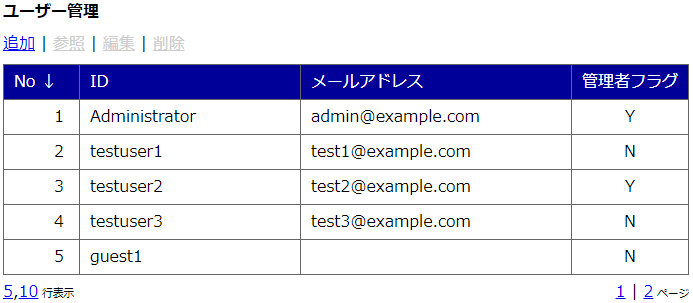 ユーザー管理
追加 | 参照 | 編集 | 削除
No ↓ ID メールアドレス 管理者フラグ
1 Administrator admin@example.com Y
2 testuser1 test1@example.com N
3 testuser2 test2@example.com Y
4 testuser3 test3@example.com N
5 guest1 N
5,10 行表示 1 | 2 ページ